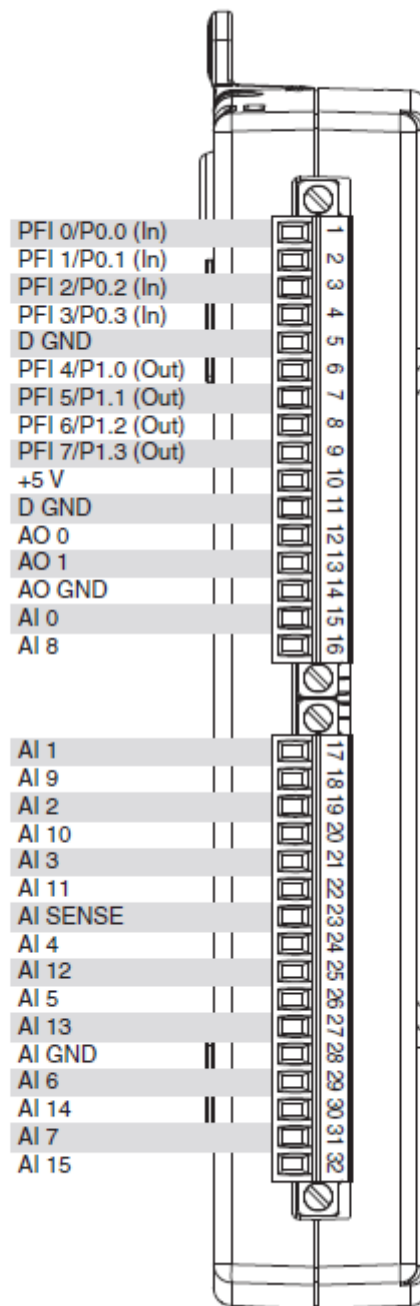 PFI 0/P0.0 (In) 1
PFI 1/P0.1 (In) 2
PFI 2/P0.2 (In) 3
PFI 3/P0.3 (In) 4
D GND 5
PFI 4/P1.0 (Out) 6
PFI 5/P1.1 (Out) 7
PFI 6/P1.2 (Out) 8
PFI 7/P1.3 (Out) 9
+5 V 10
D GND 11
AO 0 12
AO 1 13
AO GND 14
AI 0 15
AI 8 16
AI 1 17
AI 9 18
AI 2 19
AI 10 20
AI 3 21
AI 11 22
AI SENSE 23
AI 4 24
AI 12 25
AI 5 26
AI 13 27
AI GND 28
AI 6 29
AI 14 30
AI 7 31
AI 15 32